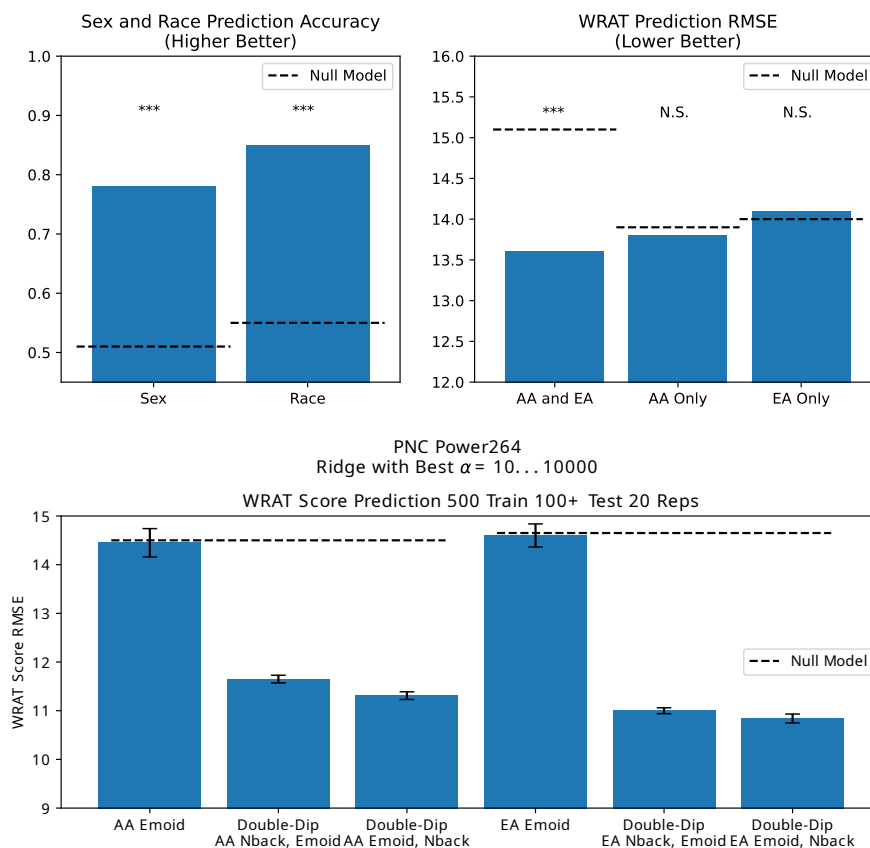 Sex and Race Prediction Accuracy
(Higher Better)
1.0
0.9
0.8
0.7
0.6
0.5
Null Model
***
***
Sex
Race
WRAT Prediction RMSE
(Lower Better)
16.0
15.5
15.0
14.5
14.0
13.5
13.0
12.5
12.0
Null Model
***
N.S.
N.S.
AA and EA
AA Only
EA Only
PNC Power264
Ridge with Best α = 10...10000
WRAT Score Prediction 500 Train 100+ Test 20 Reps
WRAT Score RMSE
15
14
13
12
11
10
9
Null Model
AA Emoid
Double-Dip
AA Nback, Emoid
Double-Dip
AA Emoid, Nback
EA Emoid
Double-Dip
EA Nback, Emoid
Double-Dip
EA Emoid, Nback